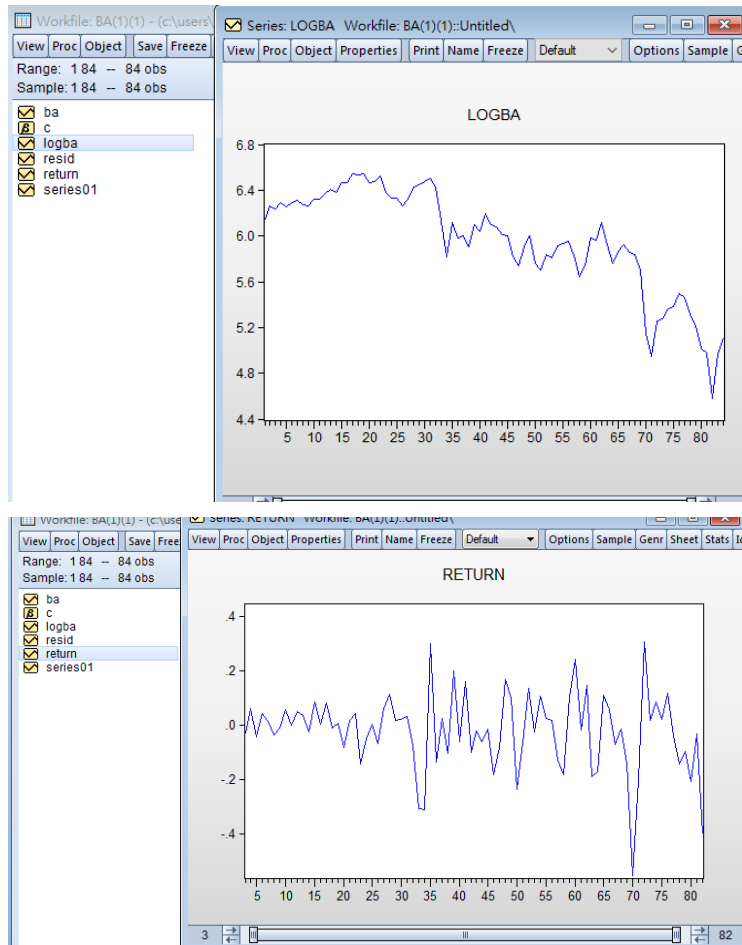 Workfile: BA(1)(1) - (c:\users\
View Proc Object Save Freeze
Range: 1 84 -- 84 obs
Sample: 1 84 -- 84 obs
ba
c
logba
resid
return
series01
Series: LOGBA Workfile: BA(1)(1)::Untitled\
View Proc Object Properties Print Name Freeze Default Options Sample G
LOGBA
6.8
6.4
6.0
5.6
5.2
4.8
4.4
5 10 15 20 25 30 35 40 45 50 55 60 65 70 75 80
Workfile: BA(1)(1) - (c:\use
View Proc Object Save Free
Range: 1 84 -- 84 obs
Sample: 1 84 -- 84 obs
ba
c
logba
resid
return
series01
Series: RETURN Workfile: BA(1)(1)::Untitled\
View Proc Object Properties Print Name Freeze Default Options Sample Genr Sheet Stats Id
RETURN
.4
.2
.0
-.2
-.4
5 10 15 20 25 30 35 40 45 50 55 60 65 70 75 80
3 82